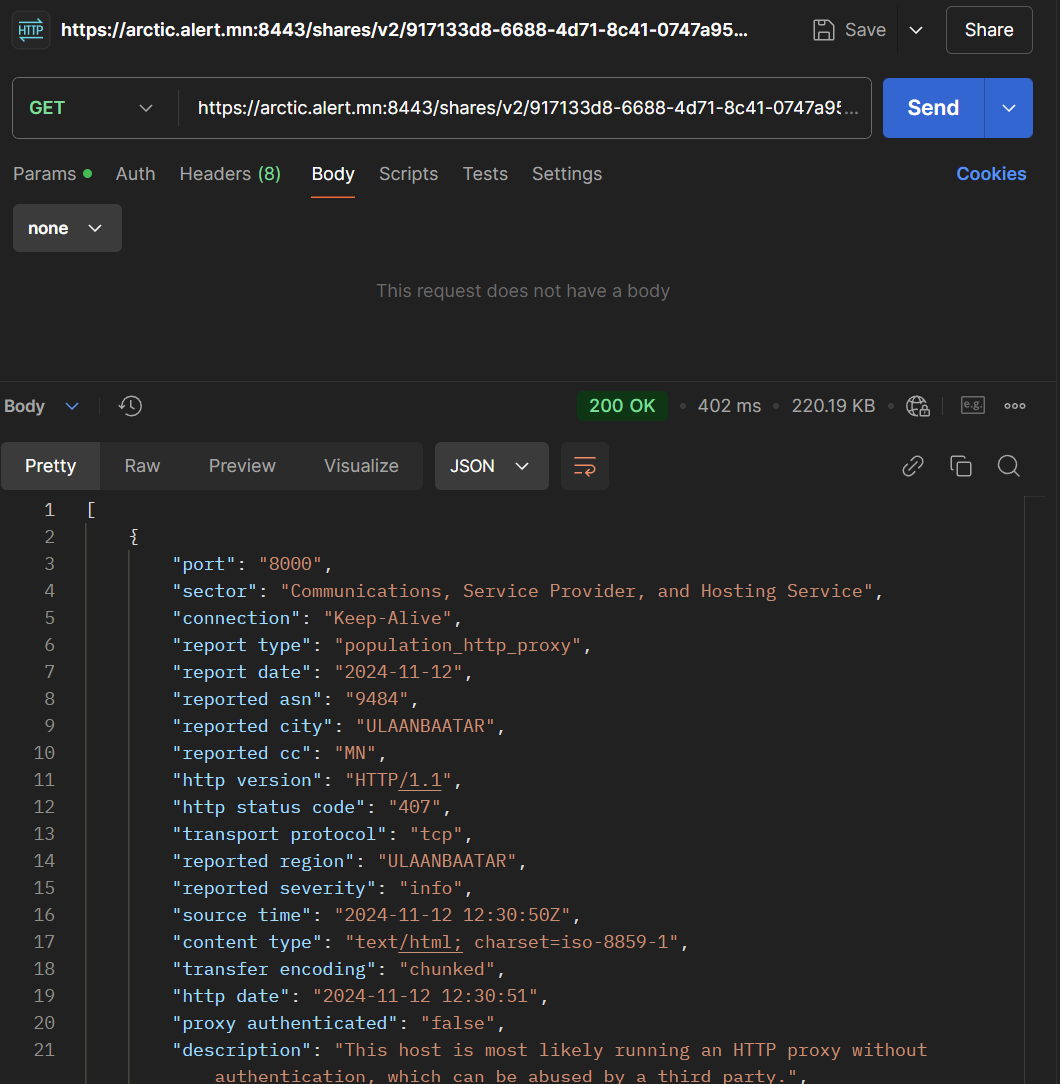 HTTP https://arctic.alert.mn:8443/shares/v2/917133d8-6688-4d71-8c41-0747a95... Save Share
GET https://arctic.alert.mn:8443/shares/v2/917133d8-6688-4d71-8c41-0747a95... Send
Params Auth Headers (8) Body Scripts Tests Settings Cookies
none
This request does not have a body
Body 200 OK 402 ms 220.19 KB e.g.
Pretty Raw Preview Visualize JSON
1 [
2 {
3 "port": "8000",
4 "sector": "Communications, Service Provider, and Hosting Service",
5 "connection": "Keep-Alive",
6 "report type": "population_http_proxy",
7 "report date": "2024-11-12",
8 "reported asn": "9484",
9 "reported city": "ULAANBAATAR",
10 "reported cc": "MN",
11 "http version": "HTTP/1.1",
12 "http status code": "407",
13 "transport protocol": "tcp",
14 "reported region": "ULAANBAATAR",
15 "reported severity": "info",
16 "source time": "2024-11-12 12:30:50Z",
17 "content type": "text/html; charset=iso-8859-1",
18 "transfer encoding": "chunked",
19 "http date": "2024-11-12 12:30:51",
20 "proxy authenticated": "false",
21 "description": "This host is most likely running an HTTP proxy without
authentication, which can be abused by a third party.",